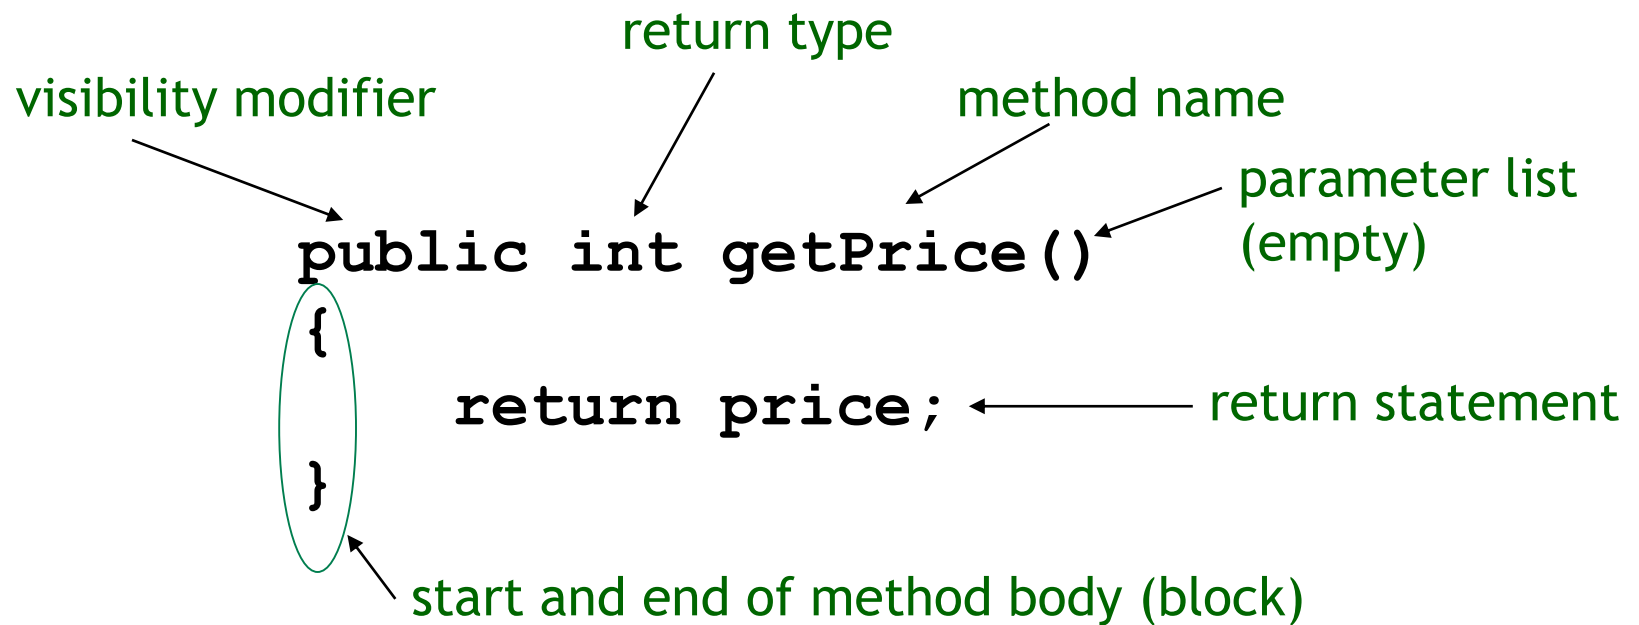 return type
visibility modifier
method name
parameter list
(empty)
public int getPrice()
{
return price;
return statement
}
start and end of method body (block)